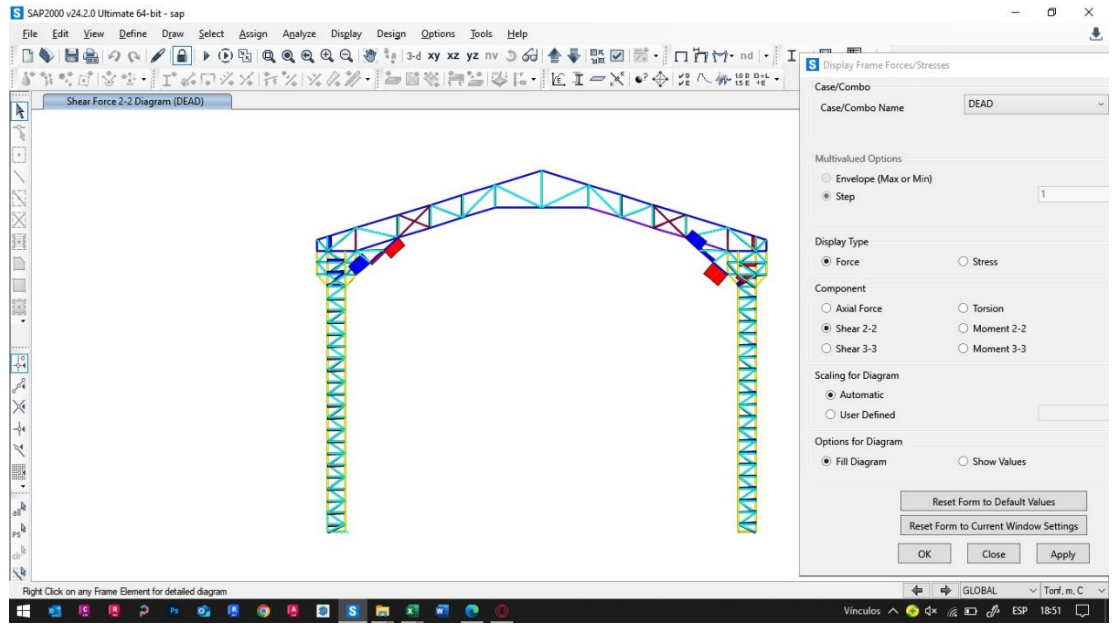 SAP2000 v24.2.0 Ultimate 64-bit - sap
File Edit View Define Draw Select Assign Analyze Display Design Options Tools Help
3-d xy xz yz nv
nd
Shear Force 2-2 Diagram (DEAD)
Display Frame Forces/Stresses
Case/Combo
Case/Combo Name DEAD
Multivalued Options
Envelope (Max or Min)
Step 1
Display Type
Force Stress
Component
Axial Force Torsion
Shear 2-2 Moment 2-2
Shear 3-3 Moment 3-3
Scaling for Diagram
Automatic
User Defined
Options for Diagram
Fill Diagram Show Values
Reset Form to Default Values
Reset Form to Current Window Settings
OK Close Apply
all
PS
clr
Right Click on any Frame Element for detailed diagram
GLOBAL Tonf, m, C
Vínculos ESP 18:51